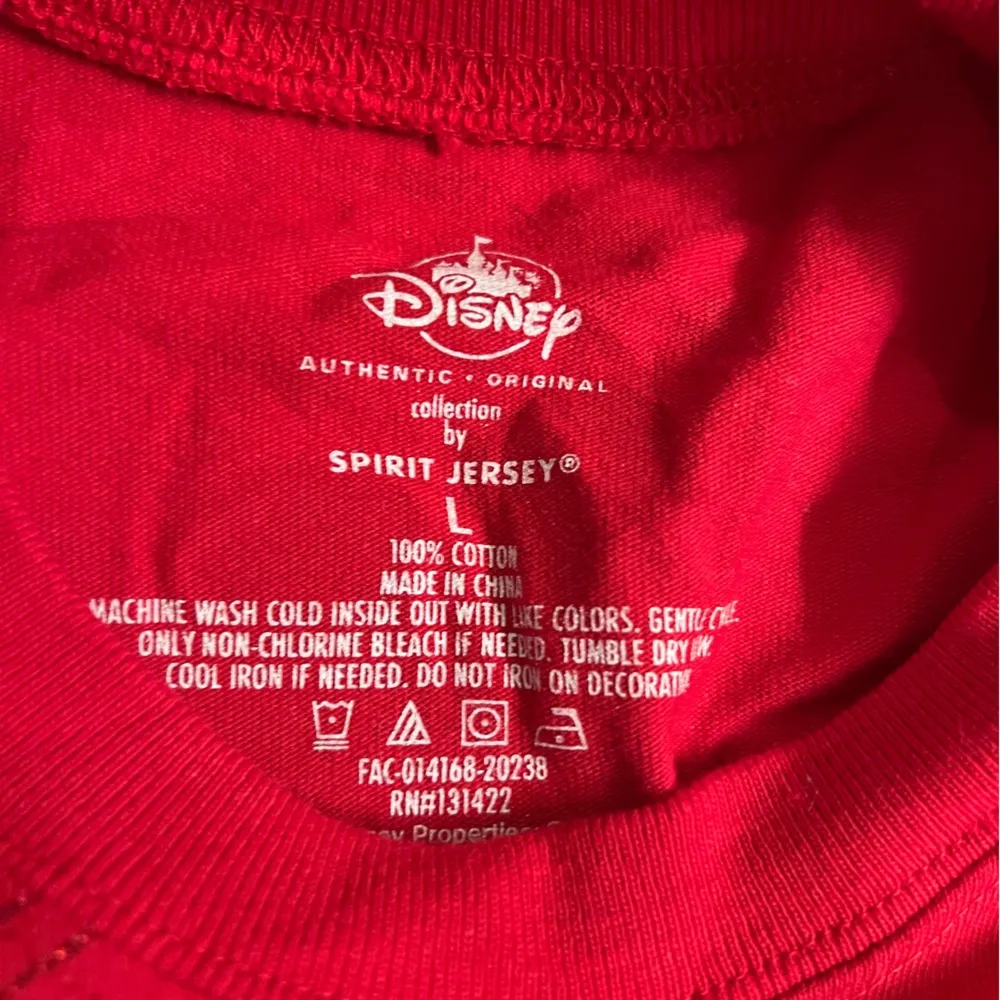 Disney
AUTHENTIC • ORIGINAL
collection
by
SPIRIT JERSEY®
L
100% COTTON
MADE IN CHINA
MACHINE WASH COLD INSIDE OUT WITH LIKE COLORS. GENTLE
ONLY NON-CHLORINE BLEACH IF NEEDED. TUMBLE DRY
COOL IRON IF NEEDED. DO NOT IRON ON
FAC-014168-20238
RN#131422